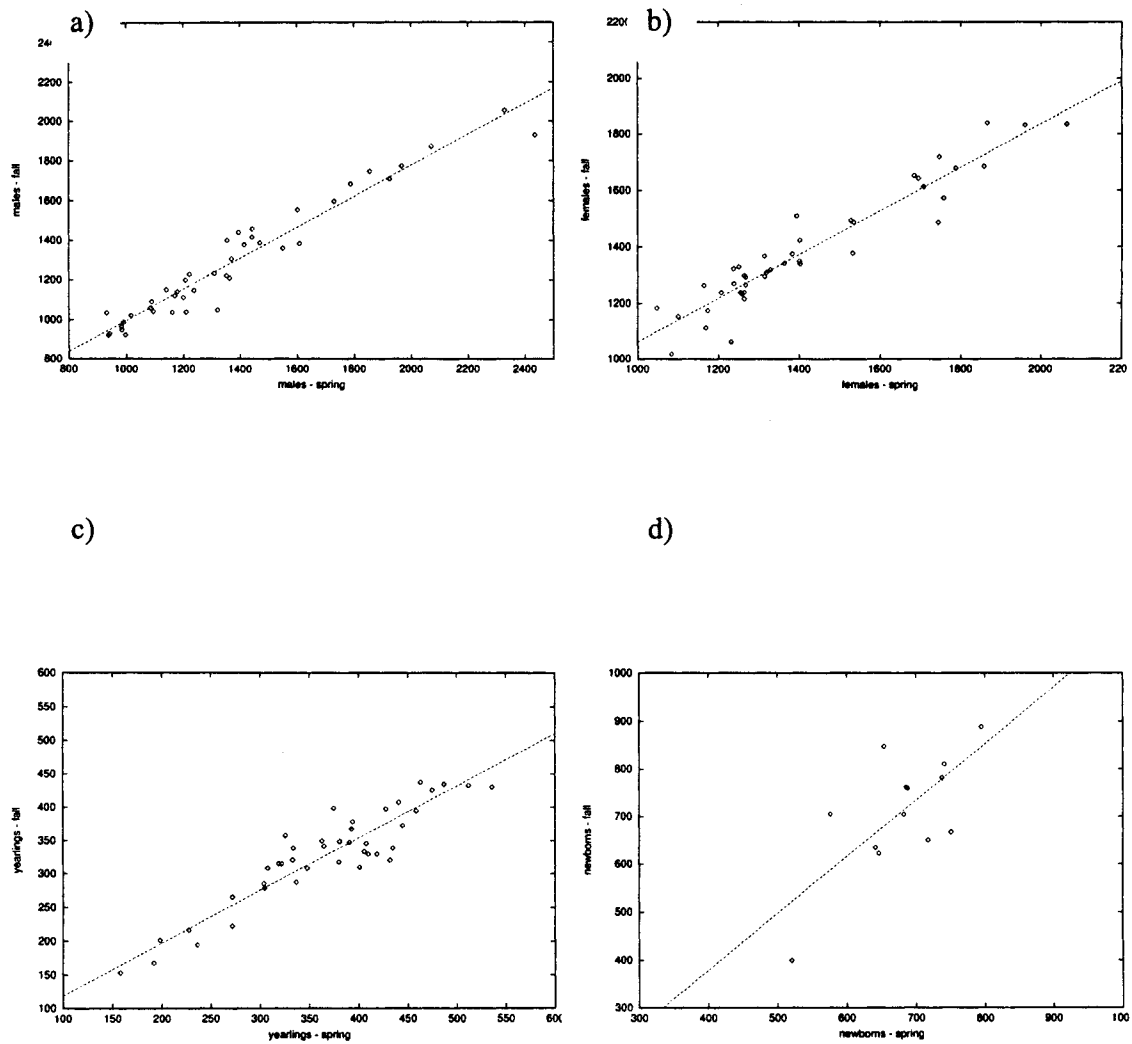 a)
24
2200
2000
1800
1600
1400
1200
1000
800
males - fall
800 1000 1200 1400 1600 1800 2000 2200 2400
males - spring
b)
220
2000
1800
1600
1400
1200
1000
females - fall
1000 1200 1400 1600 1800 2000 220
females - spring
c)
600
550
500
450
400
350
300
250
200
150
100
yearlings - fall
100 150 200 250 300 350 400 450 500 550 60
yearlings - spring
d)
1000
900
800
700
600
500
400
300
newborns - fall
300 400 500 600 700 800 900 100
newborns - spring